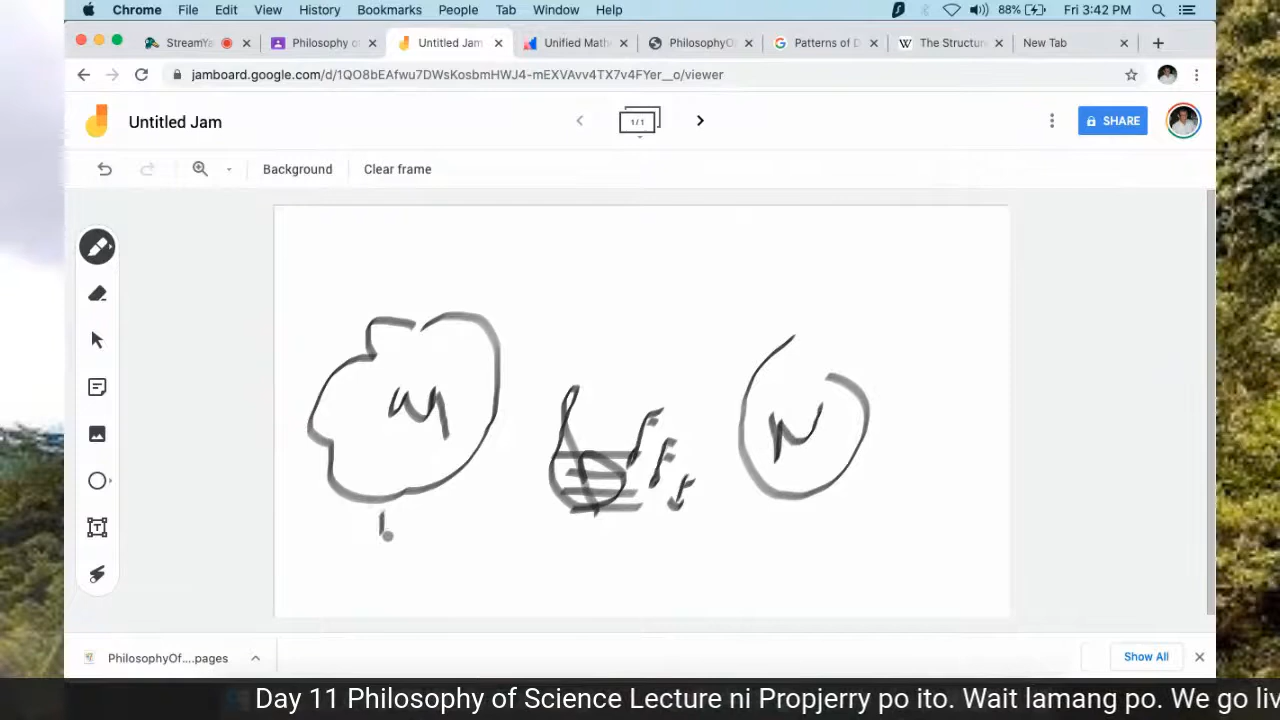 Chrome File Edit View History Bookmarks People Tab Window Help 88% Fri 3:42 PM
StreamYa Philosophy of Untitled Jam Unified Math PhilosophyO Patterns of D The Structure New Tab
jamboard.google.com/d/1QO8bEAfwu7DWsKosbmHWJ4-mEXVAvv4TX7v4FYer__o/viewer
Untitled Jam 1/1 SHARE
Background Clear frame
M N
PhilosophyOf....pages Show All
Day 11 Philosophy of Science Lecture ni Propjerry po ito. Wait lamang po. We go liv